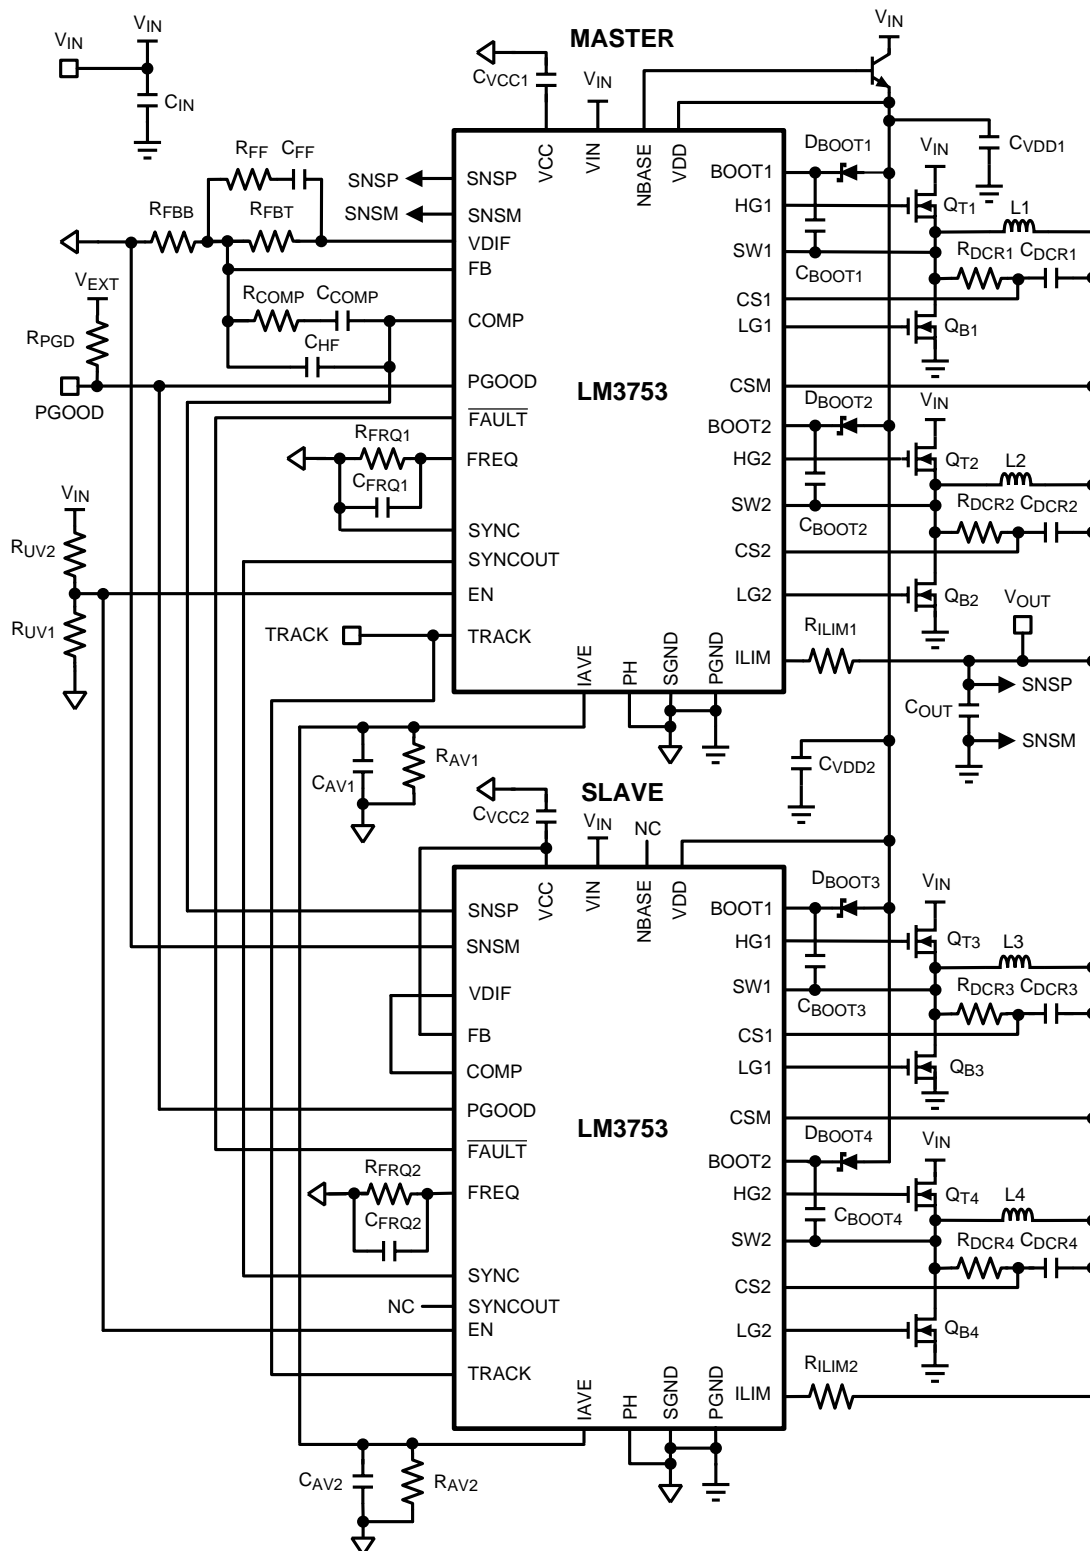 VIN
VIN
CIN
MASTER
VIN
CVCC1
VIN
CVDD1
RFF
CFF
RFBB
RFBT
SNSP
SNSM
VEXT
RPGD
PGOOD
RCOMP
CCOMP
CHF
RFRQ1
CFRQ1
VIN
RUV2
RUV1
TRACK
VCC
VIN
NBASE
VDD
SNSP
SNSM
VDIF
FB
COMP
PGOOD
FAULT
FREQ
SYNC
SYNCOUT
EN
TRACK
LM3753
BOOT1
HG1
SW1
CS1
LG1
CSM
BOOT2
HG2
SW2
CS2
LG2
ILIM
IAVE
PH
SGND
PGND
DBOOT1
CBOOT1
VIN
QT1
L1
RDCR1
CDCR1
QB1
DBOOT2
CBOOT2
VIN
QT2
L2
RDCR2
CDCR2
QB2
RILIM1
VOUT
SNSP
COUT
SNSM
CAV1
RAV1
CVDD2
SLAVE
CVCC2
VIN
NC
VCC
VIN
NBASE
VDD
SNSP
SNSM
VDIF
FB
COMP
PGOOD
FAULT
FREQ
SYNC
SYNCOUT
EN
TRACK
LM3753
BOOT1
HG1
SW1
CS1
LG1
CSM
BOOT2
HG2
SW2
CS2
LG2
ILIM
IAVE
PH
SGND
PGND
RFRQ2
CFRQ2
NC
DBOOT3
CBOOT3
VIN
QT3
L3
RDCR3
CDCR3
QB3
DBOOT4
CBOOT4
VIN
QT4
L4
RDCR4
CDCR4
QB4
RILIM2
CAV2
RAV2